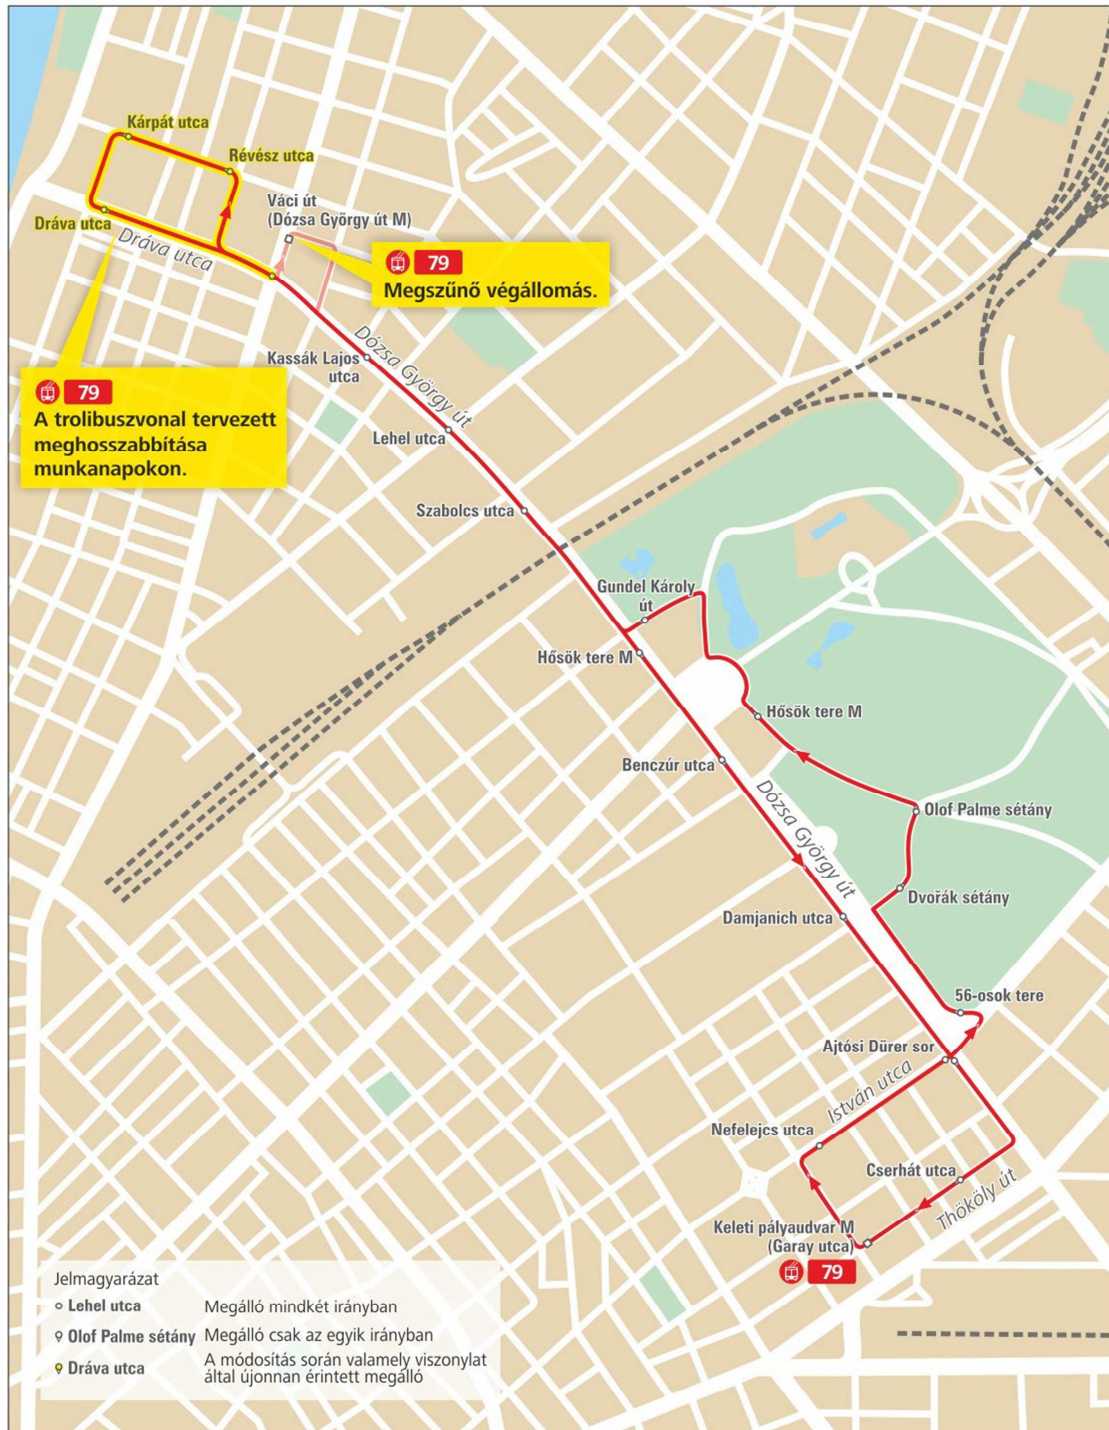 Kárpát utca
Révész utca
Váci út
(Dózsa György út M)
Dráva utca
Dráva utca
79
Megszűnő végállomás.
Dózsa György út
Kassák Lajos
utca
79
A trolibuszvonal tervezett
meghosszabbítása
munkanapokon.
Lehel utca
Szabolcs utca
Gundel Károly
út
Hősök tere M
Hősök tere M
Benczúr utca
Dózsa György út
Olof Palme sétány
Dvořák sétány
Damjanich utca
56-osok tere
Ajtósi Dürer sor
István utca
Nefelejcs utca
Cserhát utca
Thököly út
Keleti pályaudvar M
(Garay utca)
79
Jelmagyarázat
Lehel utca Megálló mindkét irányban
Olof Palme sétány Megálló csak az egyik irányban
Dráva utca A módosítás során valamely viszonylat
által újonnan érintett megálló